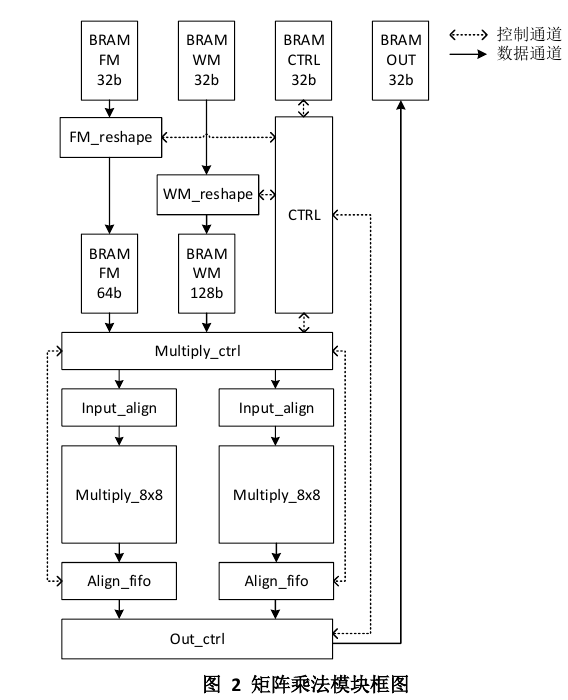 BRAM
FM
32b
BRAM
WM
32b
BRAM
CTRL
32b
BRAM
OUT
32b
控制通道
数据通道
FM_reshape
WM_reshape
CTRL
BRAM
FM
64b
BRAM
WM
128b
Multiply_ctrl
Input_align
Input_align
Multiply_8x8
Multiply_8x8
Align_fifo
Align_fifo
Out_ctrl
图 2 矩阵乘法模块框图